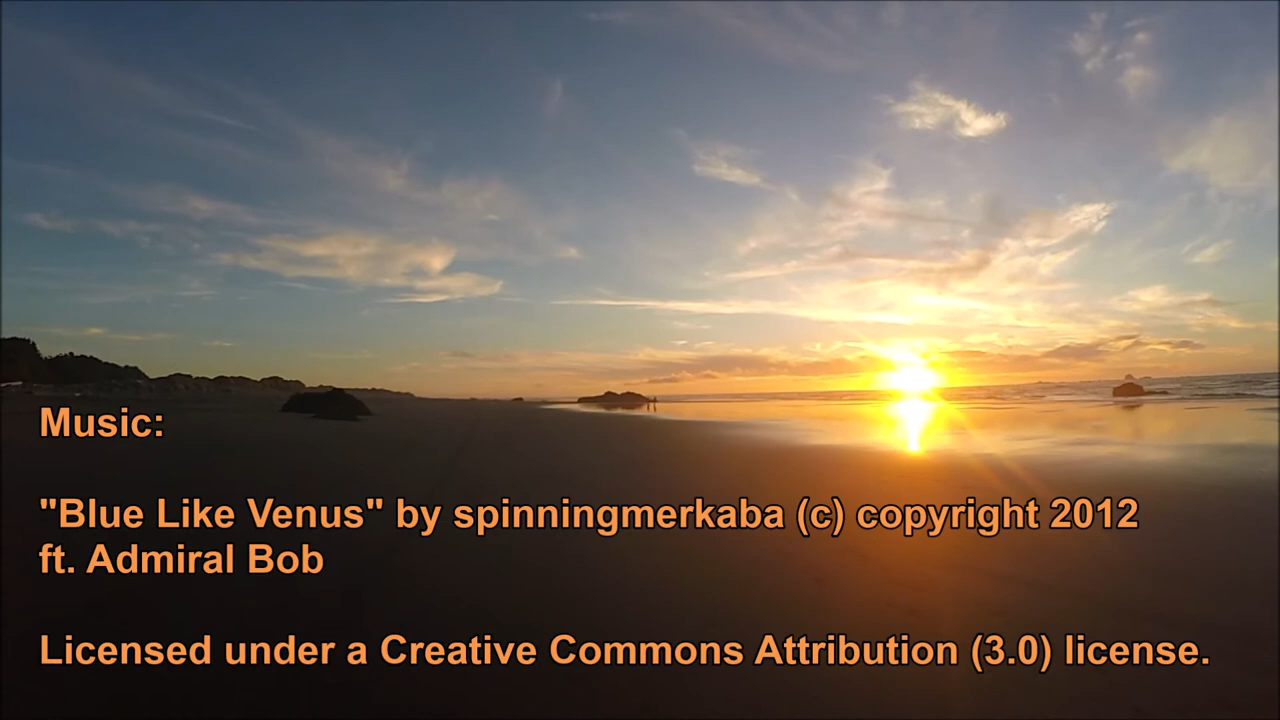 Music:
"Blue Like Venus" by spinningmerkaba (c) copyright 2012
ft. Admiral Bob
Licensed under a Creative Commons Attribution (3.0) license.